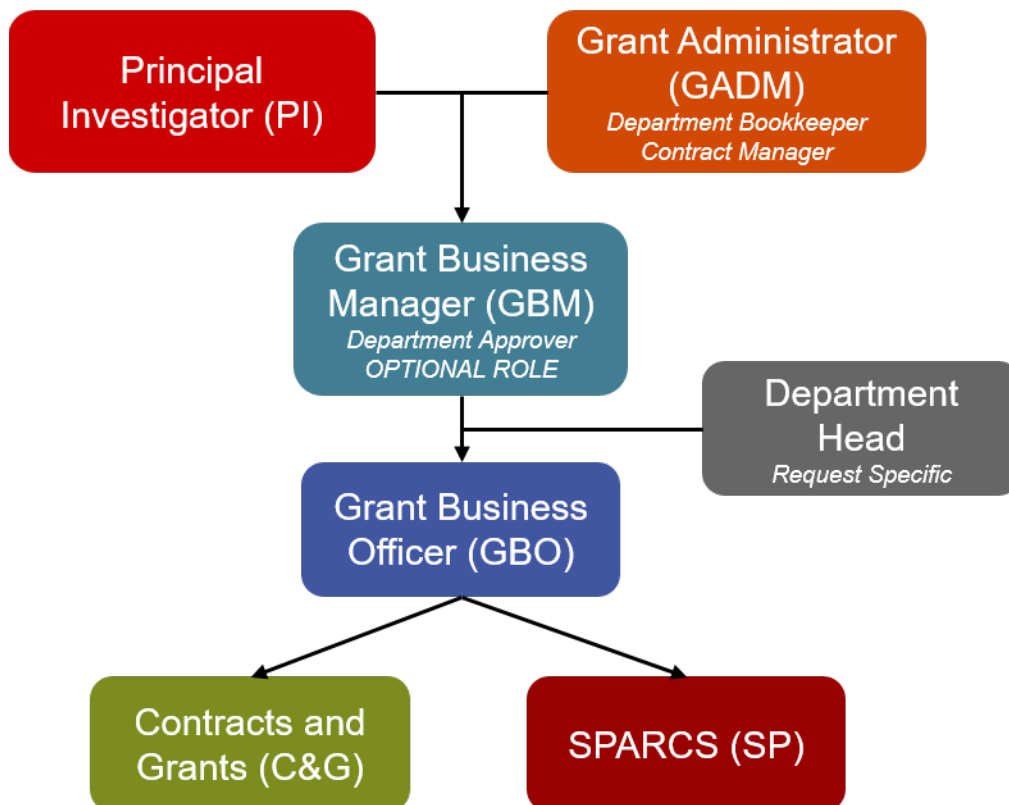 Principal
Investigator (PI)
Grant Administrator
(GADM)
Department Bookkeeper
Contract Manager
Grant Business
Manager (GBM)
Department Approver
OPTIONAL ROLE
Department
Head
Request Specific
Grant Business
Officer (GBO)
Contracts and
Grants (C&G)
SPARCS (SP)